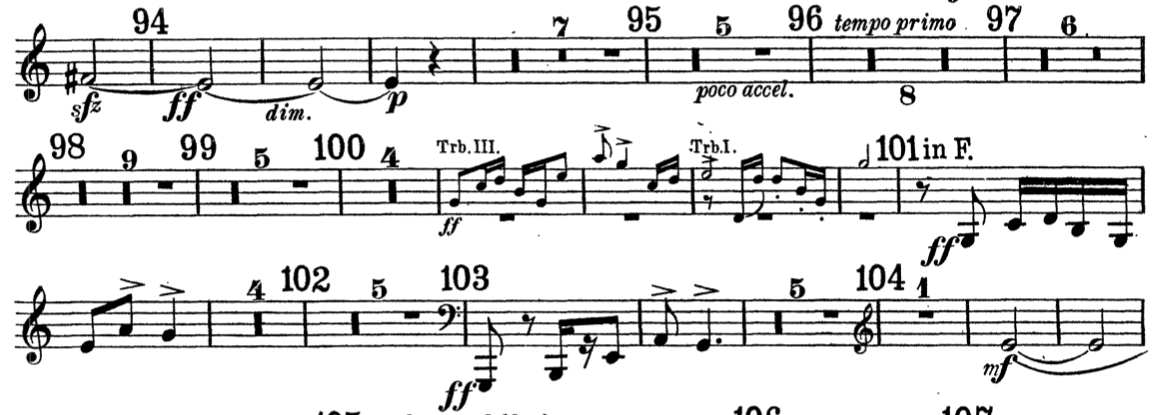 94 7 95 5 96 tempo primo 97 6
sfz ff dim. p poco accel. 8
98 9 99 5 100 4 Trb. III. Trb. I. 101 in F.
ff ff
4 102 5 103 5 104 1
ff mf